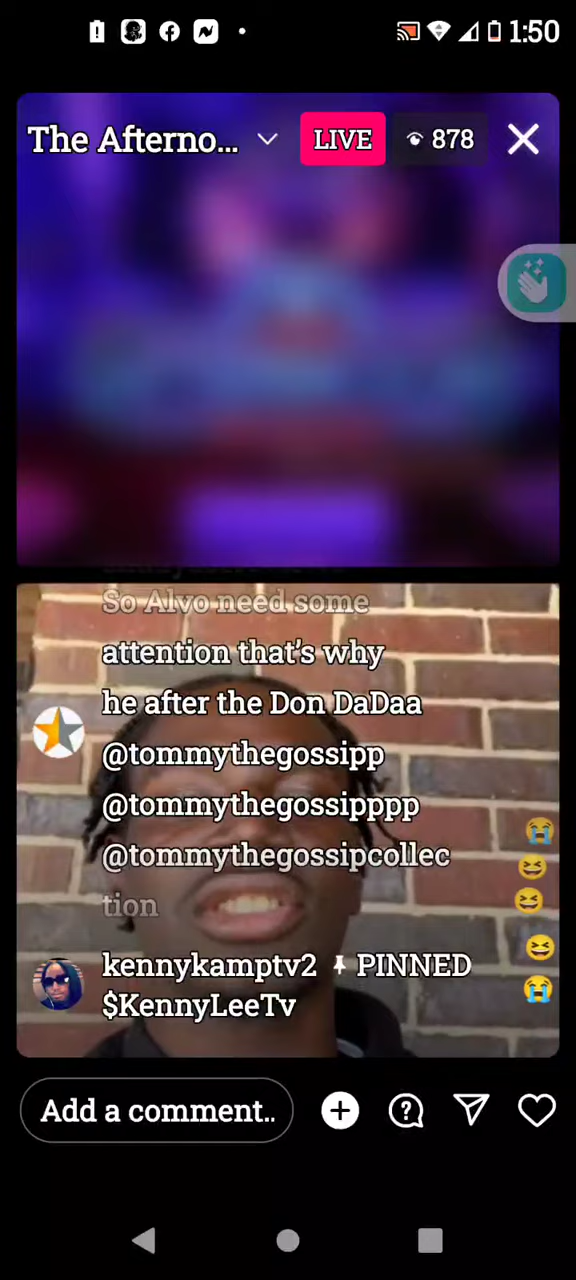 1:50
The Afterno...
LIVE
878
So Alvo need some
attention that's why
he after the Don DaDaa
@tommythegossipp
@tommythegossipppp
@tommythegossipcollec
tion
kennykamptv2 PINNED
$KennyLeeTv
Add a comment..